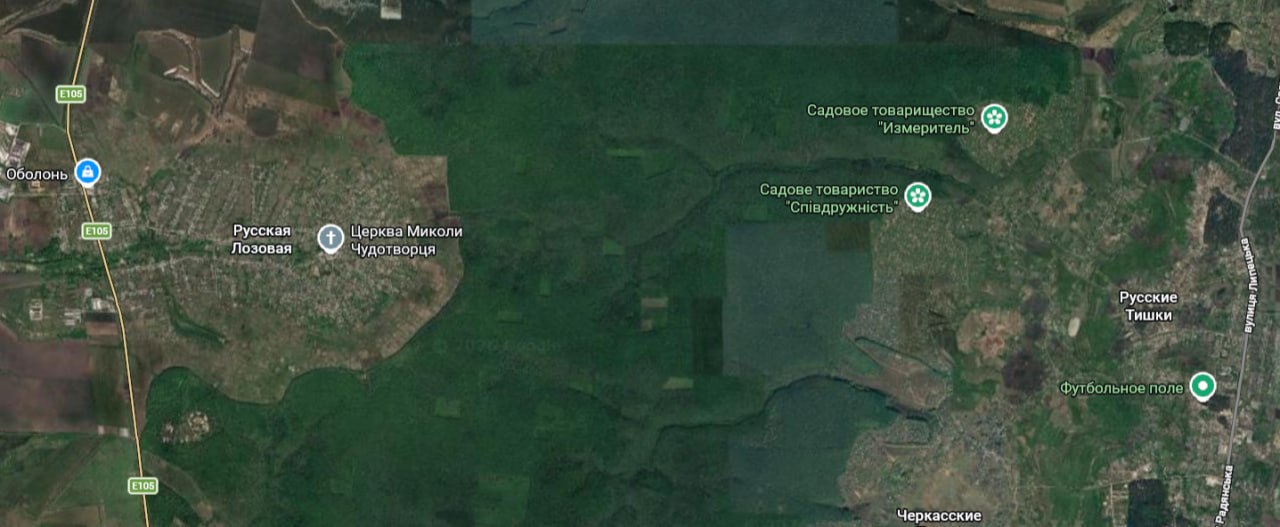 E105
Садовое товарищество
"Измеритель"
Оболонь
Садове товариство
"Співдружність"
E105
Русская
Лозовая
Церква Миколи
Чудотворця
вулиця Липецька
Русские
Тишки
Футбольное поле
E105
Радянська
Черкасские